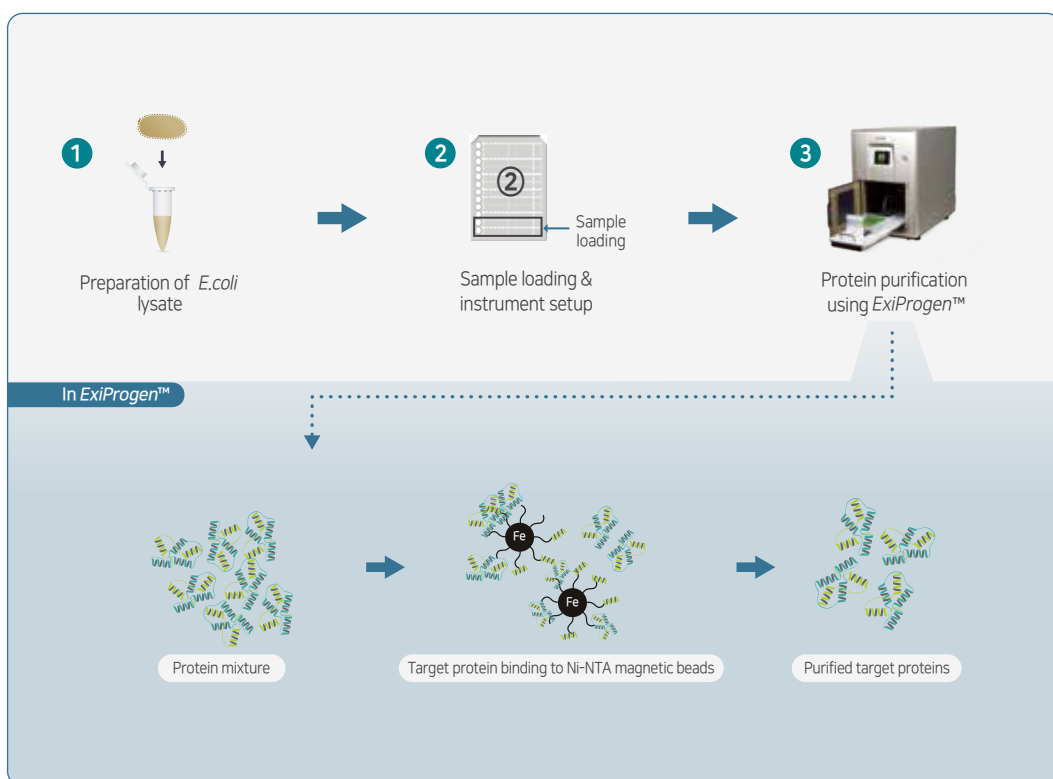 1
2
3
②
Sample
loading
Preparation of E.coli
lysate
Sample loading &
instrument setup
Protein purification
using ExiProgen™
In ExiProgen™
Fe
Fe
Protein mixture
Target protein binding to Ni-NTA magnetic beads
Purified target proteins